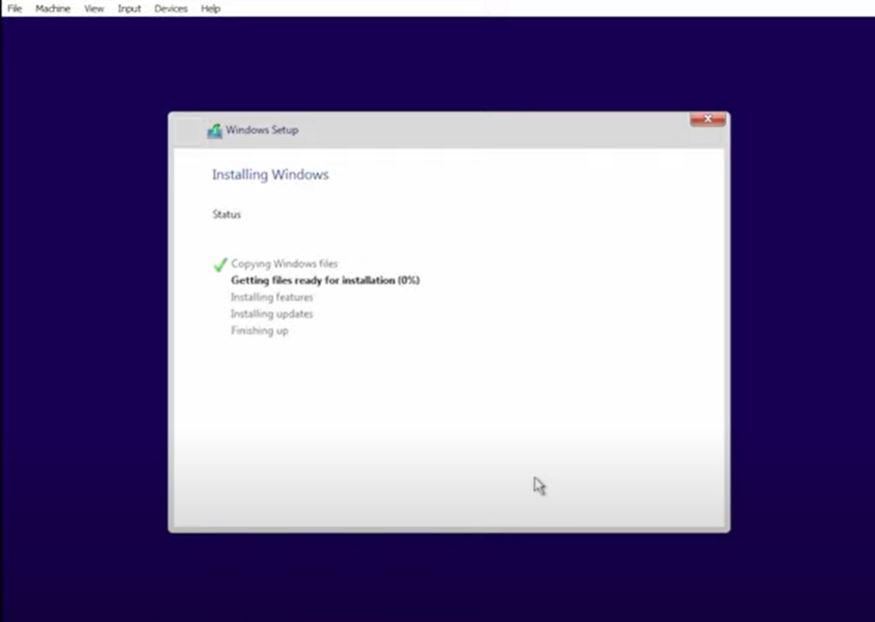 File Machine View Input Devices Help
Windows Setup
Installing Windows
Status
Copying Windows files
Getting files ready for installation (0%)
Installing features
Installing updates
Finishing up